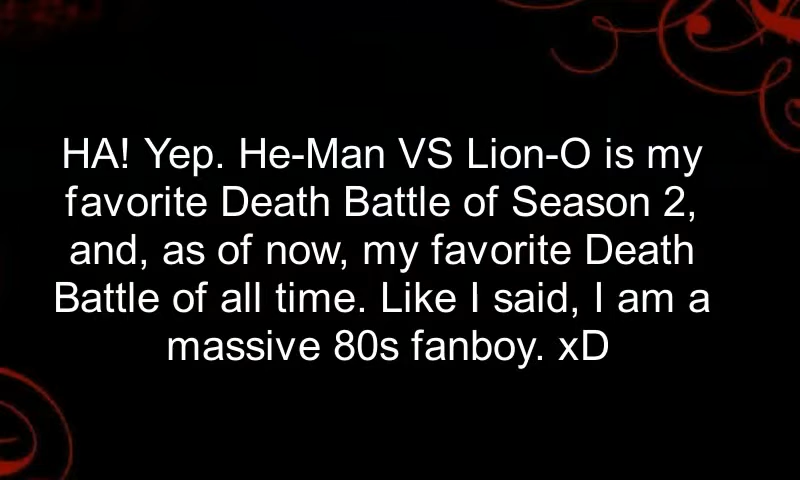 HA! Yep. He-Man VS Lion-O is my
favorite Death Battle of Season 2,
and, as of now, my favorite Death
Battle of all time. Like I said, I am a
massive 80s fanboy. xD